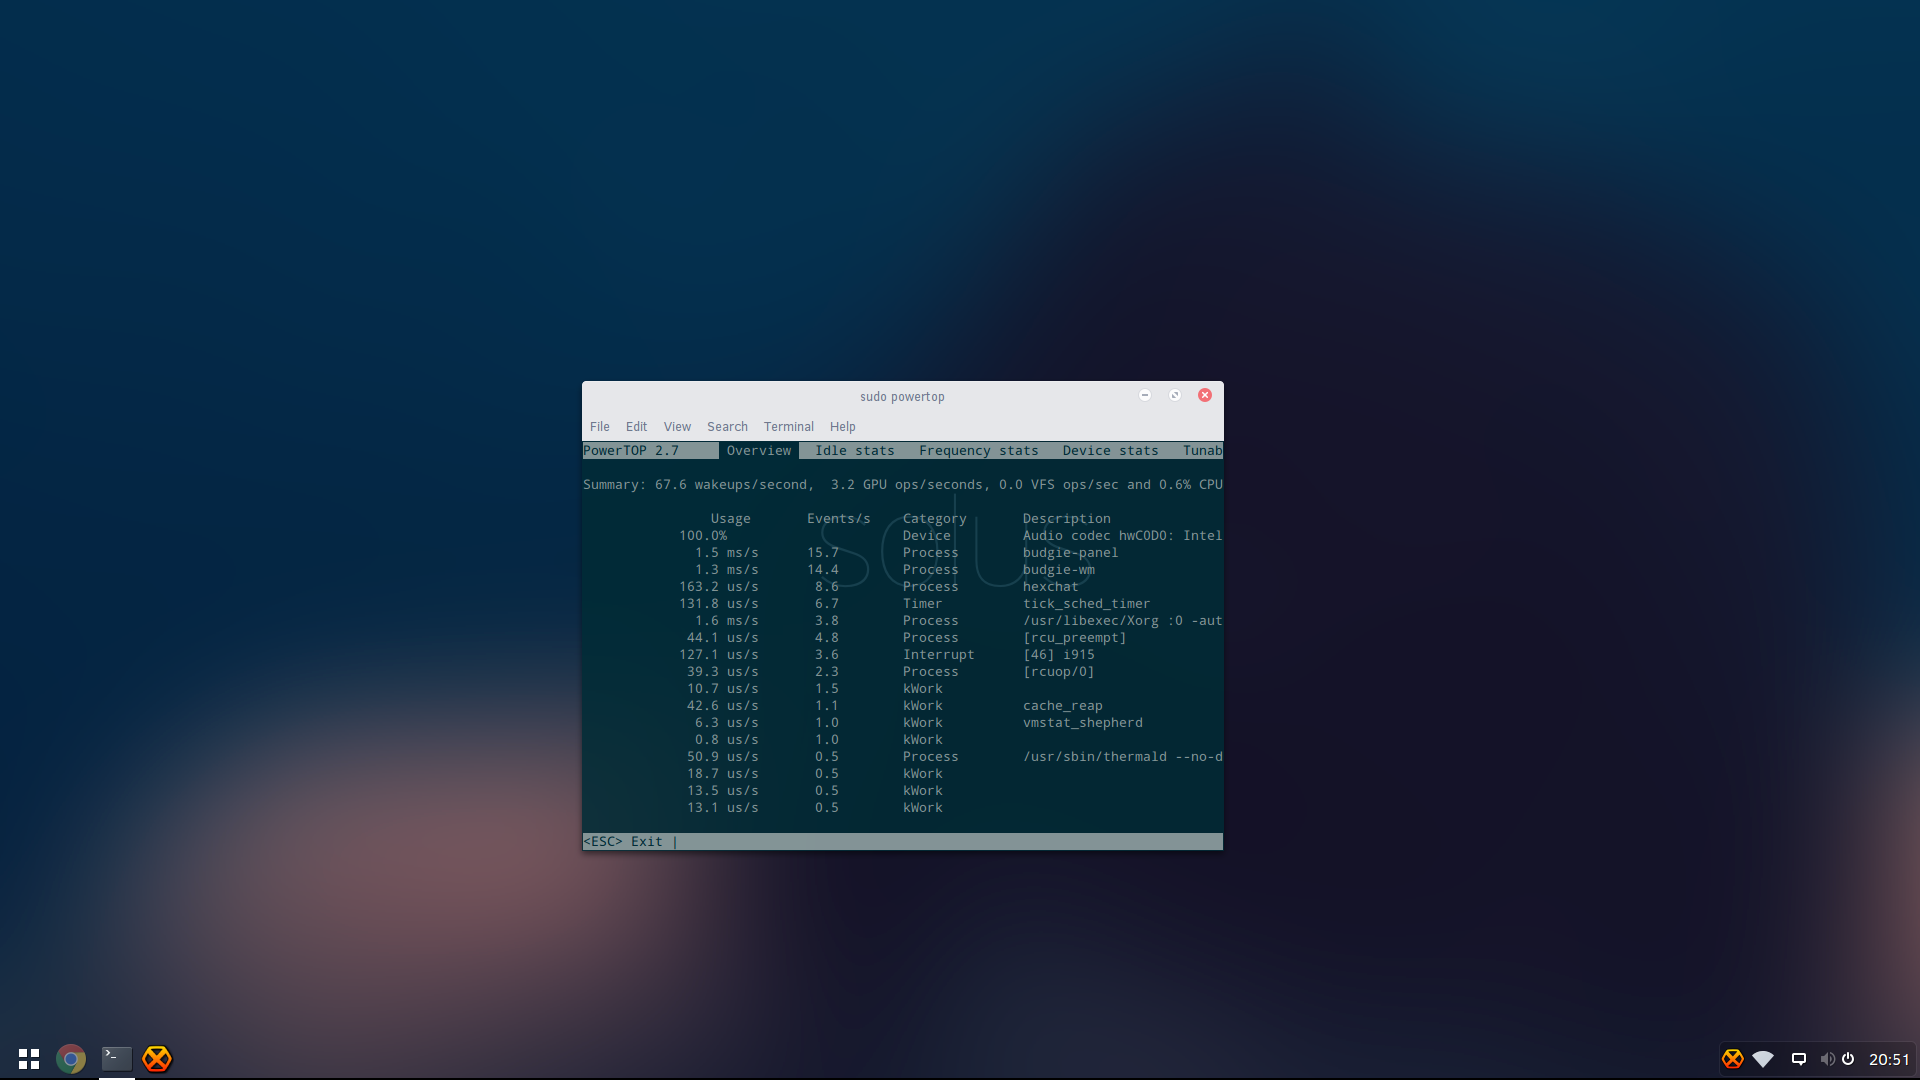 sudo powertop
File Edit View Search Terminal Help
PowerTOP 2.7 Overview Idle stats Frequency stats Device stats Tunab
Summary: 67.6 wakeups/second, 3.2 GPU ops/seconds, 0.0 VFS ops/sec and 0.6% CPU
Usage Events/s Category Description
100.0% Device Audio codec hwC0D0: Intel
1.5 ms/s 15.7 Process budgie-panel
1.3 ms/s 14.4 Process budgie-wm
163.2 us/s 8.6 Process hexchat
131.8 us/s 6.7 Timer tick_sched_timer
1.6 ms/s 3.8 Process /usr/libexec/Xorg :0 -aut
44.1 us/s 4.8 Process [rcu_preempt]
127.1 us/s 3.6 Interrupt [46] i915
39.3 us/s 2.3 Process [rcuop/0]
10.7 us/s 1.5 kWork
42.6 us/s 1.1 kWork cache_reap
6.3 us/s 1.0 kWork vmstat_shepherd
0.8 us/s 1.0 kWork
50.9 us/s 0.5 Process /usr/sbin/thermald --no-d
18.7 us/s 0.5 kWork
13.5 us/s 0.5 kWork
13.1 us/s 0.5 kWork
solus
<ESC> Exit |
20:51